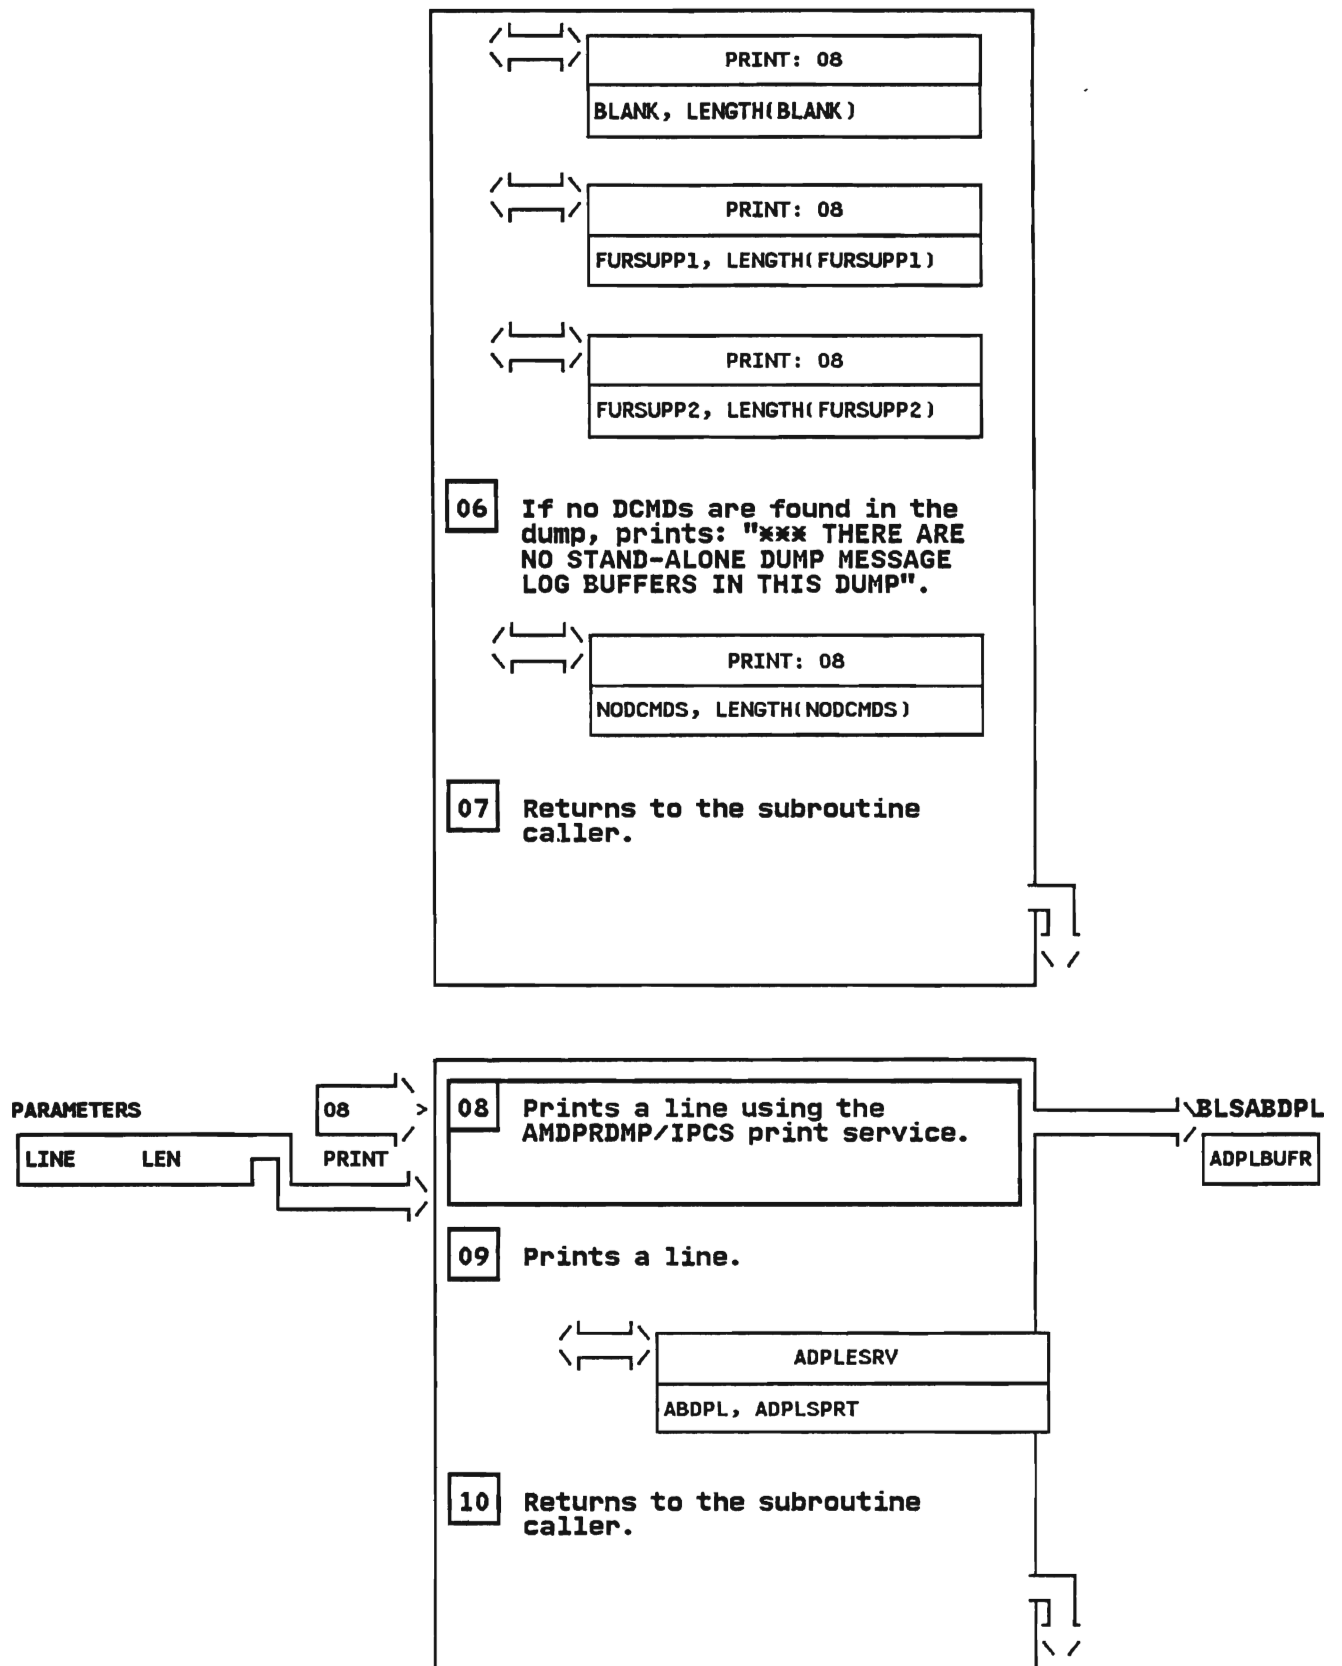 PRINT: 08
BLANK, LENGTH(BLANK)
PRINT: 08
FURSUPP1, LENGTH(FURSUPP1)
PRINT: 08
FURSUPP2, LENGTH(FURSUPP2)
06 If no DCMDs are found in the
dump, prints: "*** THERE ARE
NO STAND-ALONE DUMP MESSAGE
LOG BUFFERS IN THIS DUMP".
PRINT: 08
NODCMDS, LENGTH(NODCMDS)
07 Returns to the subroutine
caller.
PARAMETERS
LINE LEN
08
PRINT
08 Prints a line using the
AMDPRDMP/IPCS print service.
BLSABDPL
ADPLBUFR
09 Prints a line.
ADPLESRV
ABDPL, ADPLSPRT
10 Returns to the subroutine
caller.